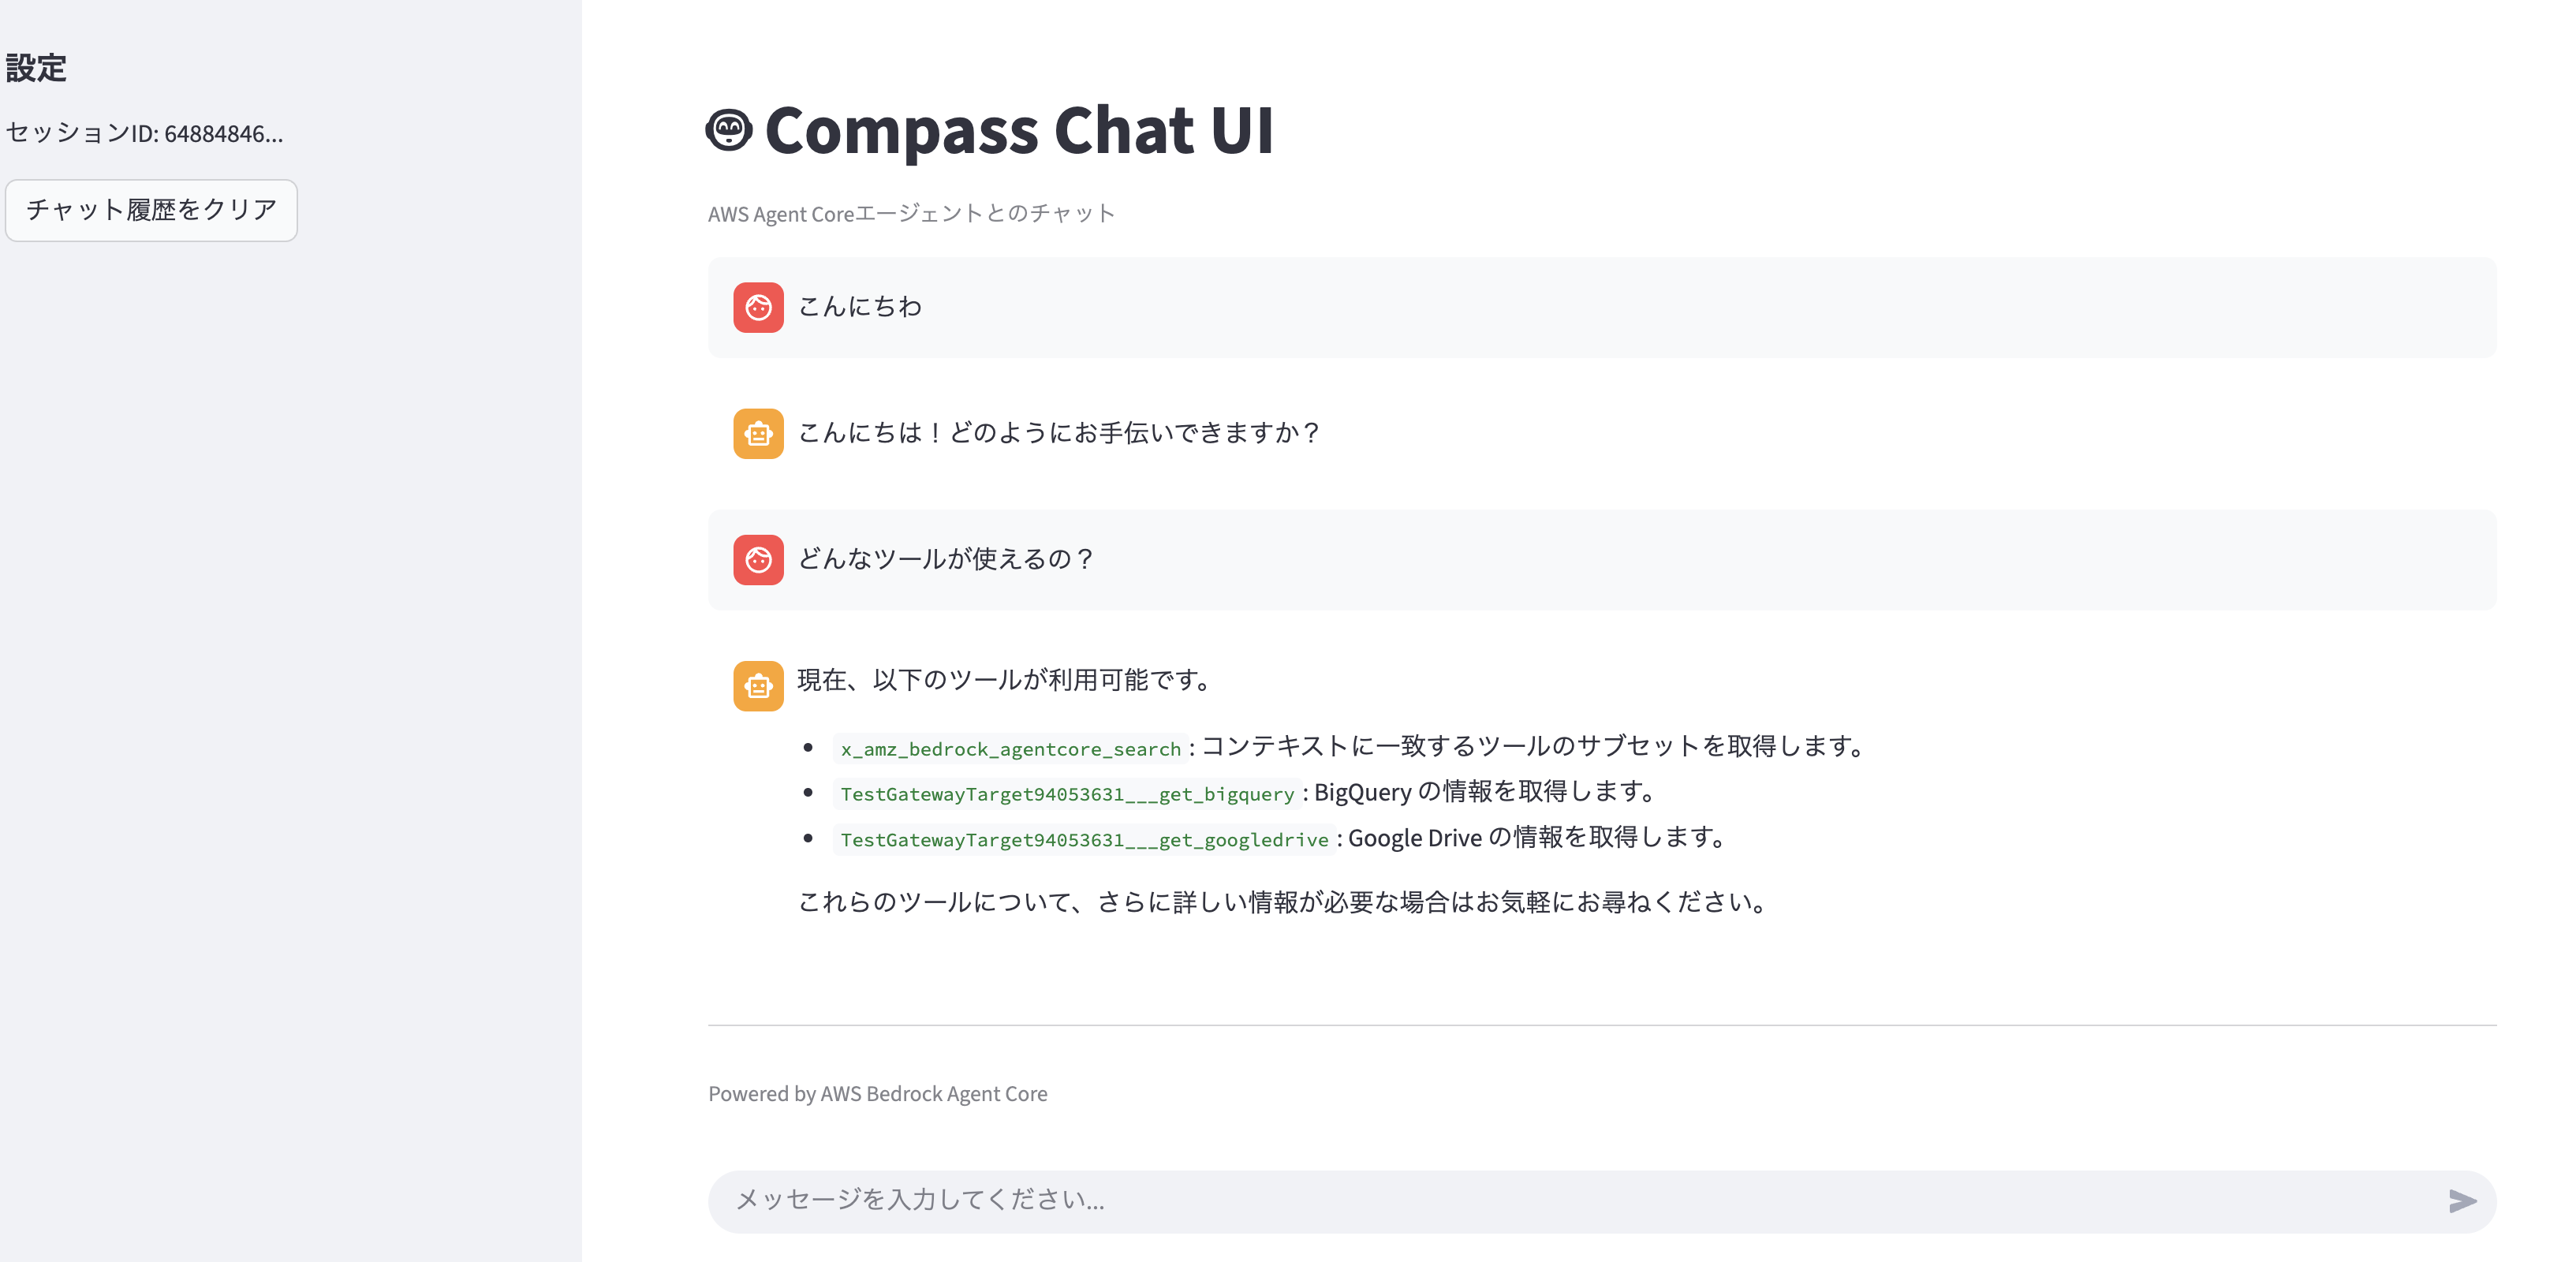 設定
セッションID: 64884846...
チャット履歴をクリア
Compass Chat UI
AWS Agent Coreエージェントとのチャット
こんにちわ
こんにちは！どのようにお手伝いできますか？
どんなツールが使えるの？
現在、以下のツールが利用可能です。
x_amz_bedrock_agentcore_search : コンテキストに一致するツールのサブセットを取得します。
TestGatewayTarget94053631___get_bigquery : BigQuery の情報を取得します。
TestGatewayTarget94053631___get_googledrive : Google Drive の情報を取得します。
これらのツールについて、さらに詳しい情報が必要な場合はお気軽にお尋ねください。
Powered by AWS Bedrock Agent Core
メッセージを入力してください...